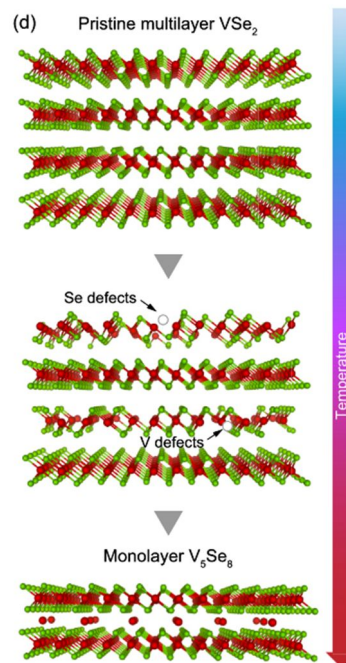 (d) Pristine multilayer VSe₂
Se defects
V defects
Monolayer V₅Se₈
Temperature